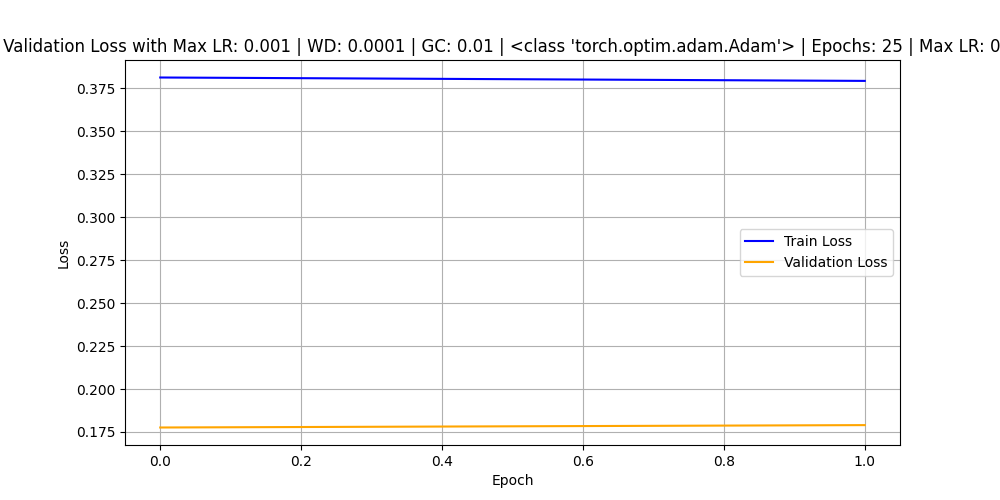 Validation Loss with Max LR: 0.001 | WD: 0.0001 | GC: 0.01 | <class 'torch.optim.adam.Adam'> | Epochs: 25 | Max LR: 0
0.375
0.350
0.325
0.300
0.275
0.250
0.225
0.200
0.175
Loss
Train Loss
Validation Loss
0.0 0.2 0.4 0.6 0.8 1.0
Epoch